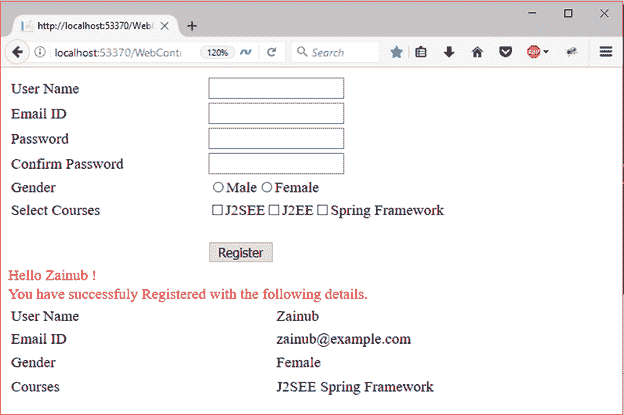 http://localhost:53370/WebC
localhost:53370/WebContr
120%
Search
User Name
Email ID
Password
Confirm Password
Gender Male Female
Select Courses J2SEE J2EE Spring Framework
Register
Hello Zainub !
You have successfuly Registered with the following details.
User Name Zainub
Email ID zainub@example.com
Gender Female
Courses J2SEE Spring Framework